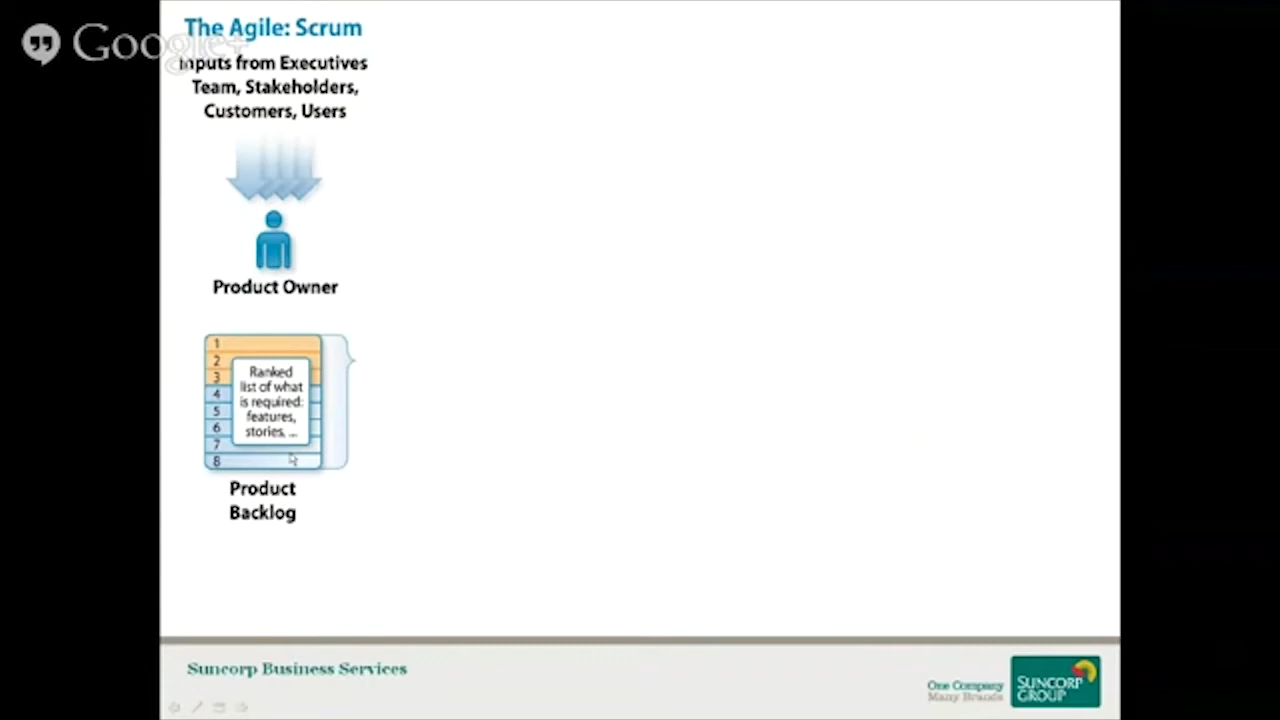 The Agile: Scrum
Google+
Inputs from Executives
Team, Stakeholders,
Customers, Users
Product Owner
1
2
3
4
5
6
7
8
Ranked
list of what
is required:
features,
stories, ...
Product
Backlog
Suncorp Business Services
One Company
Many Brands
SUNCORP
GROUP